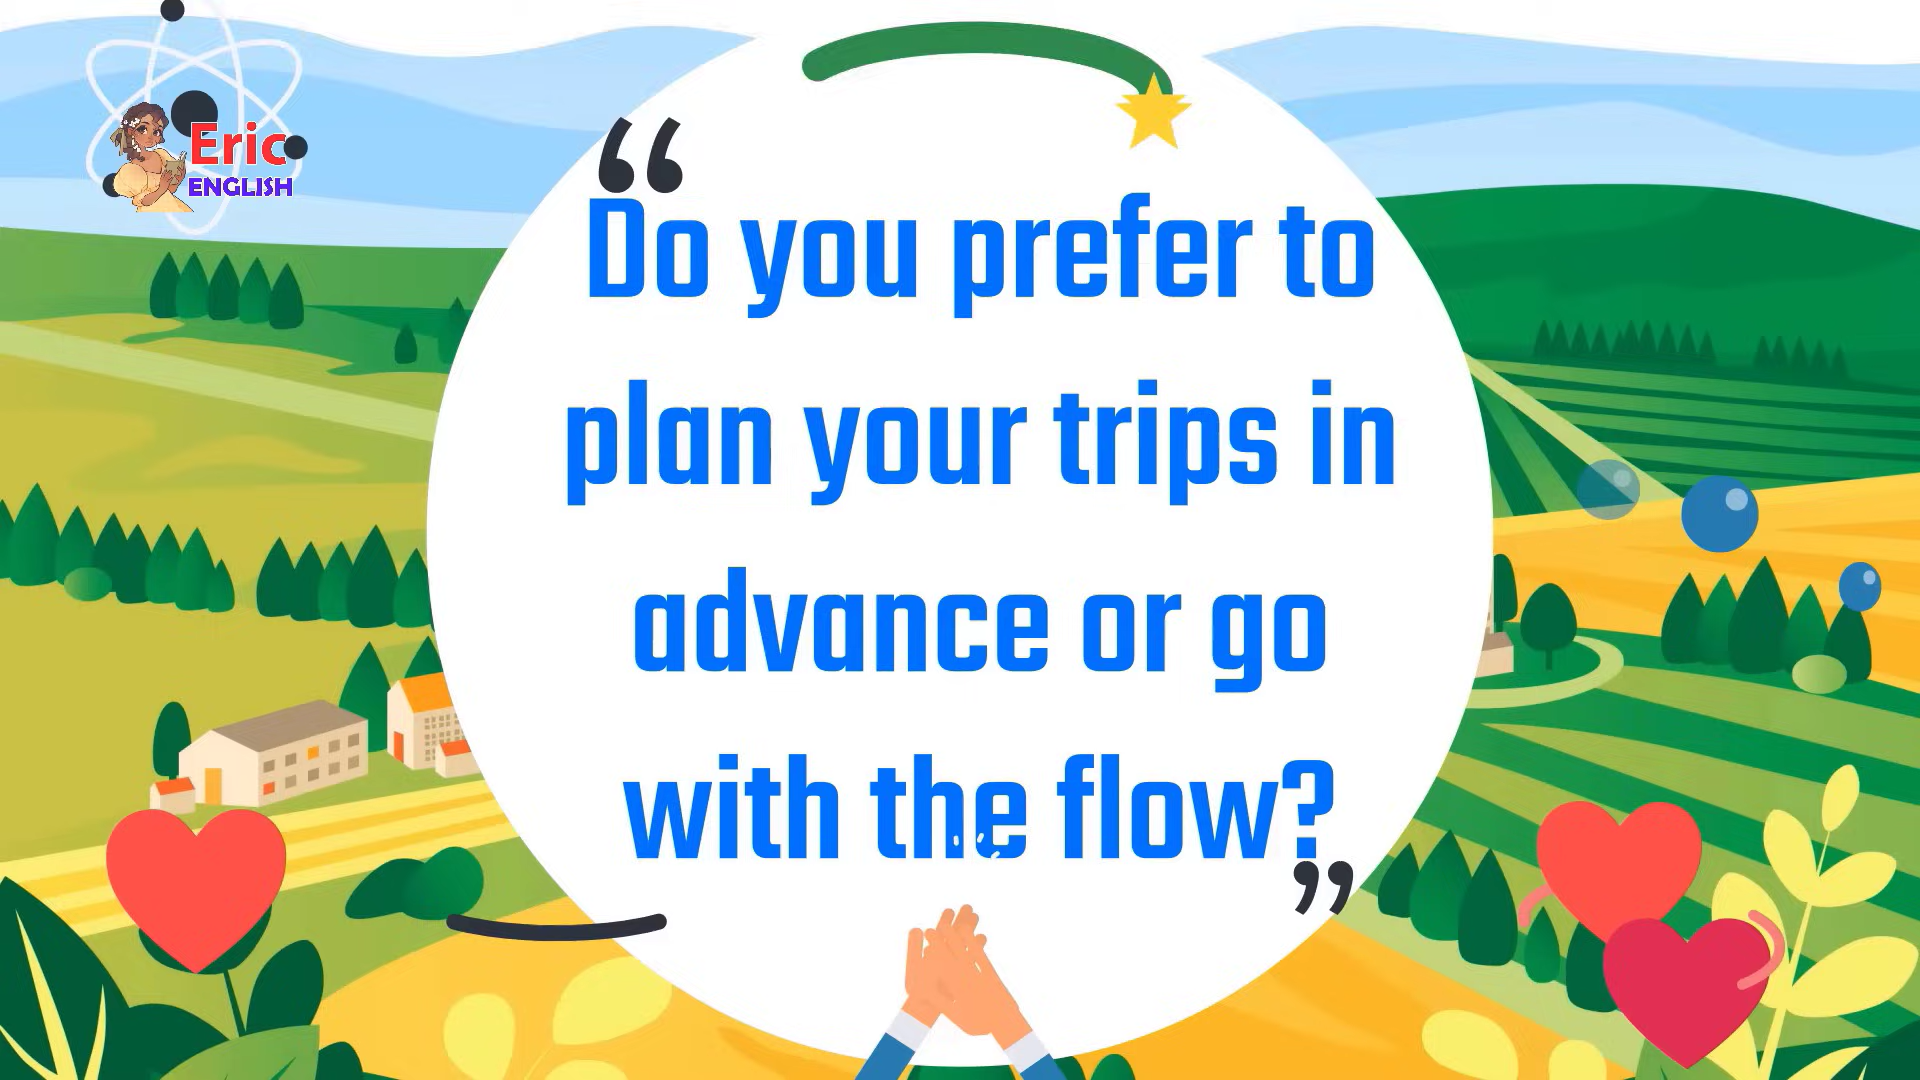 Eric
ENGLISH
“Do you prefer to
plan your trips in
advance or go
with the flow?”